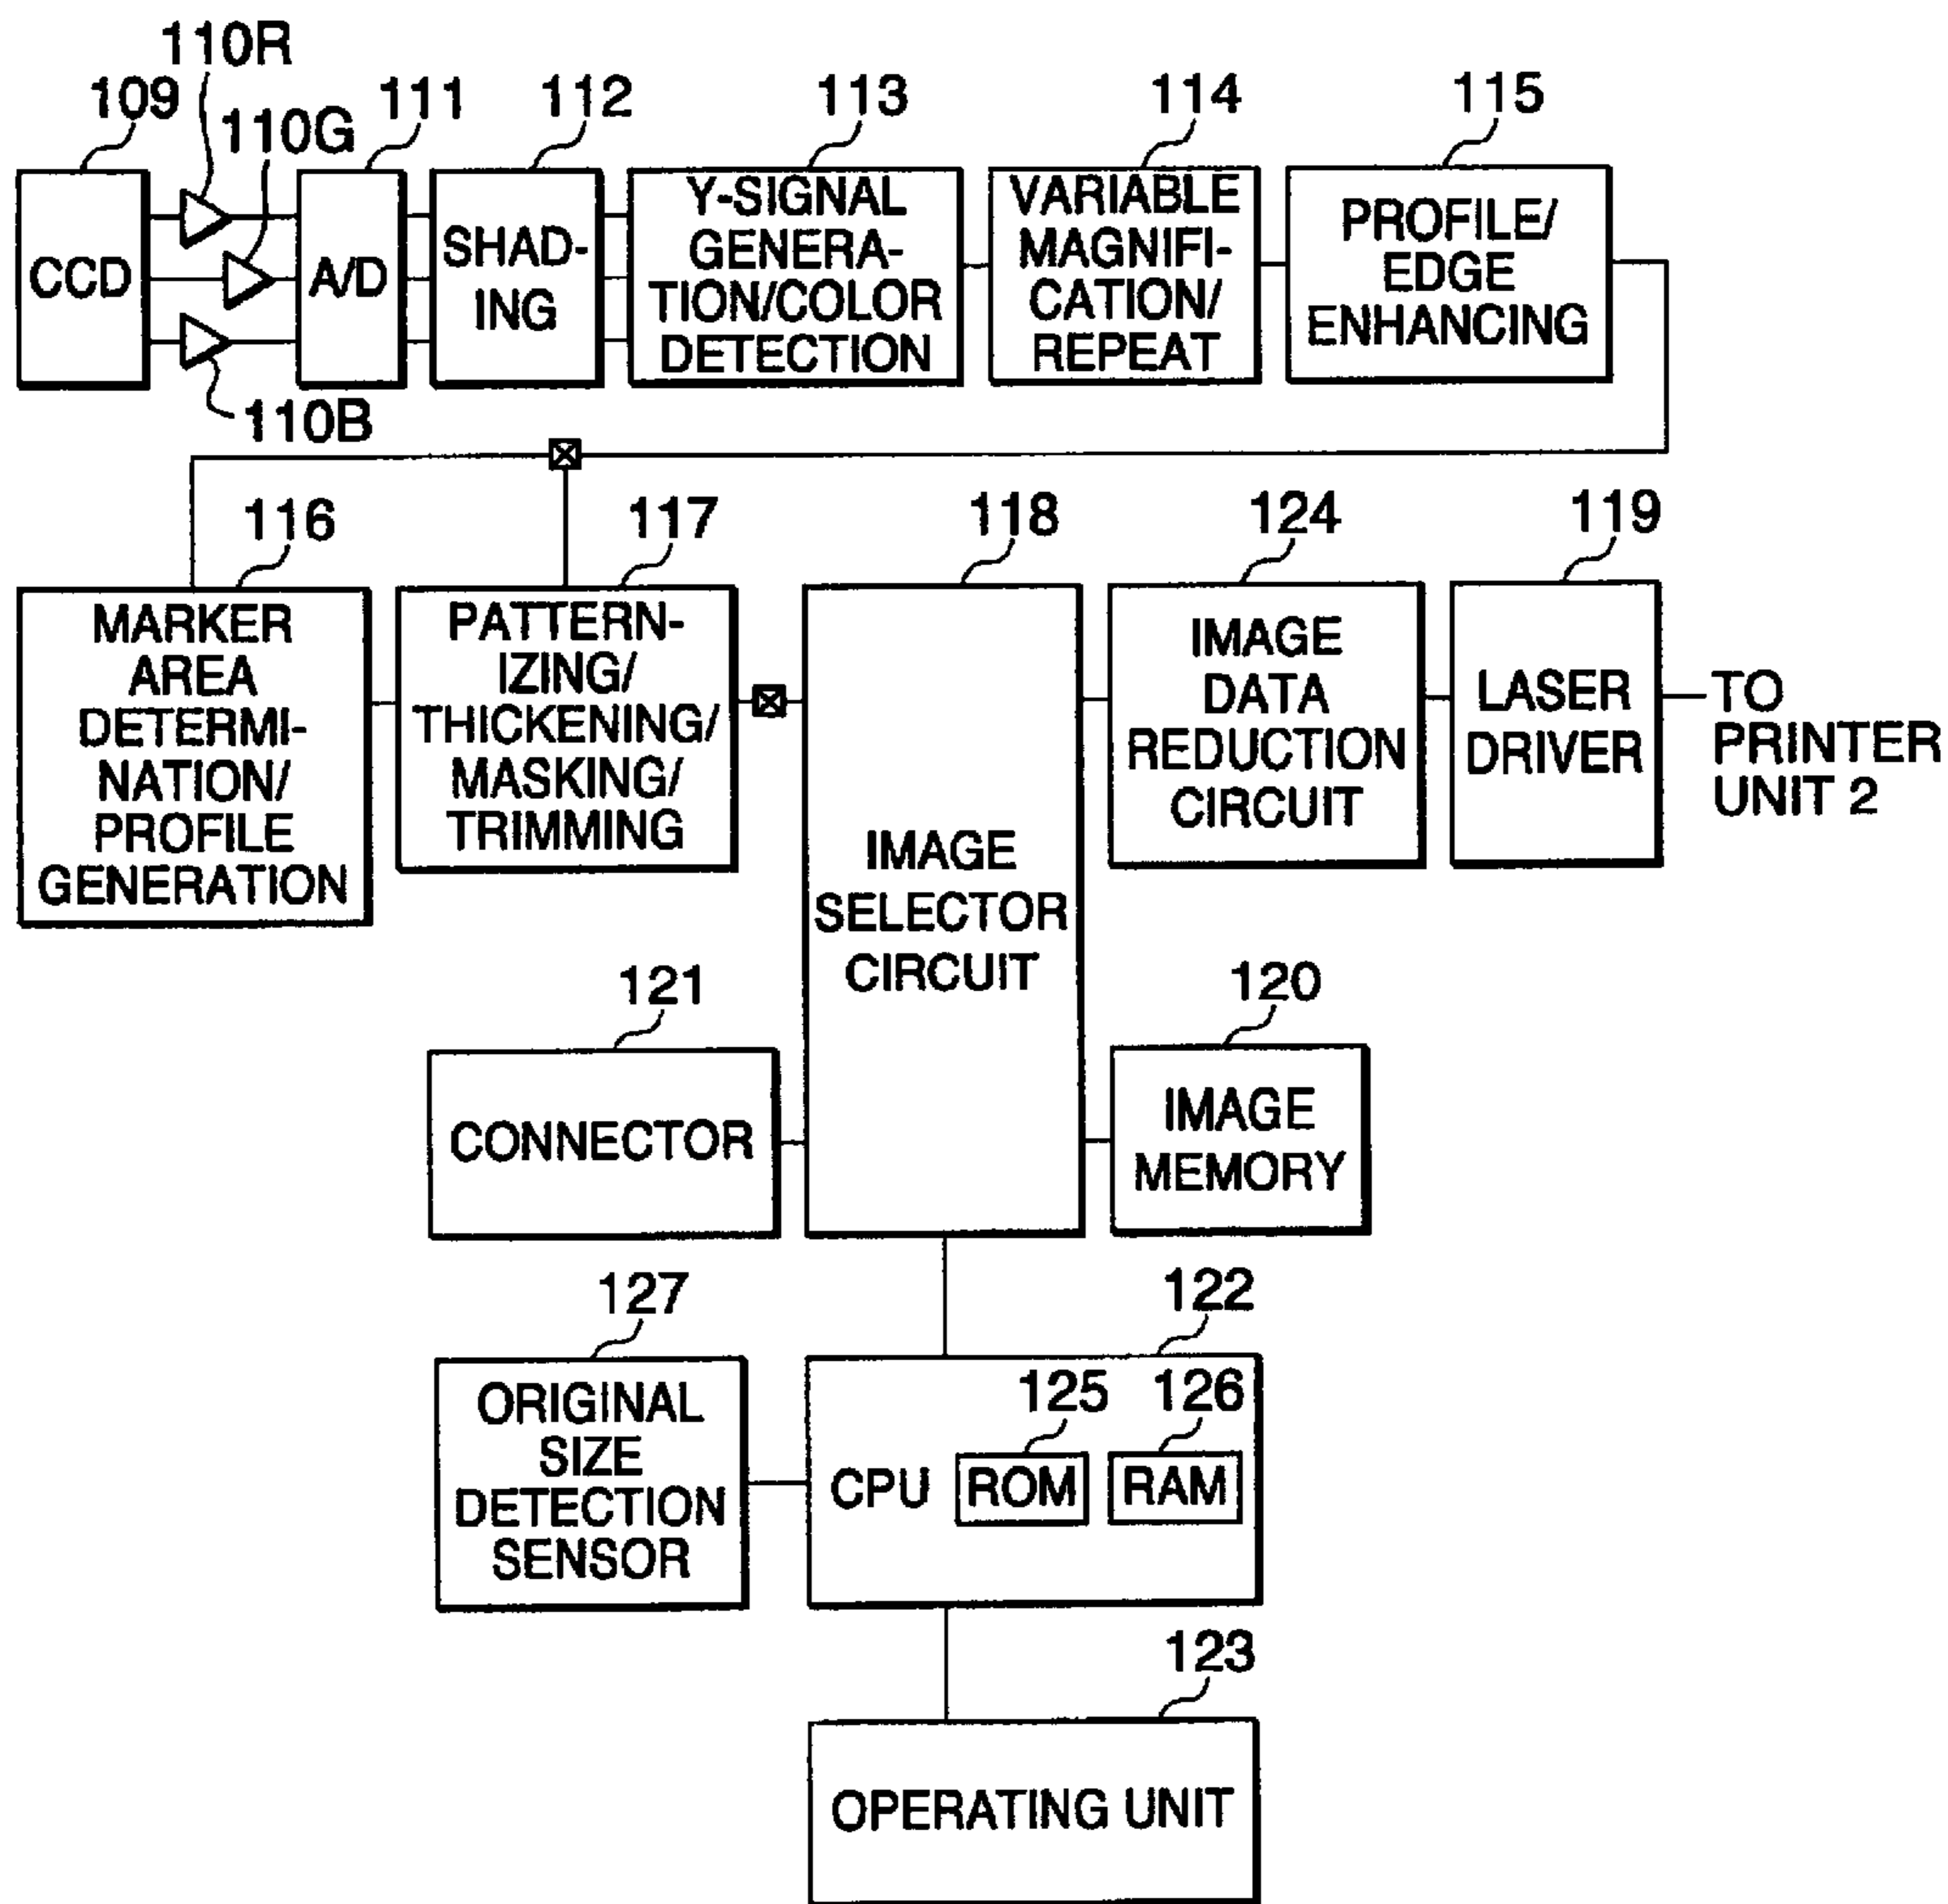 110R
109
110G
111
112
113
114
115
CCD
A/D
SHAD-
ING
Y-SIGNAL
GENERA-
TION/COLOR
DETECTION
VARIABLE
MAGNIFI-
CATION/
REPEAT
PROFILE/
EDGE
ENHANCING
110B
116
117
118
124
119
MARKER
AREA
DETERMI-
NATION/
PROFILE
GENERATION
PATTERN-
IZING/
THICKENING/
MASKING/
TRIMMING
IMAGE
SELECTOR
CIRCUIT
IMAGE
DATA
REDUCTION
CIRCUIT
LASER
DRIVER
TO
PRINTER
UNIT 2
121
120
CONNECTOR
IMAGE
MEMORY
127
122
ORIGINAL
SIZE
DETECTION
SENSOR
125
126
CPU
ROM
RAM
123
OPERATING UNIT